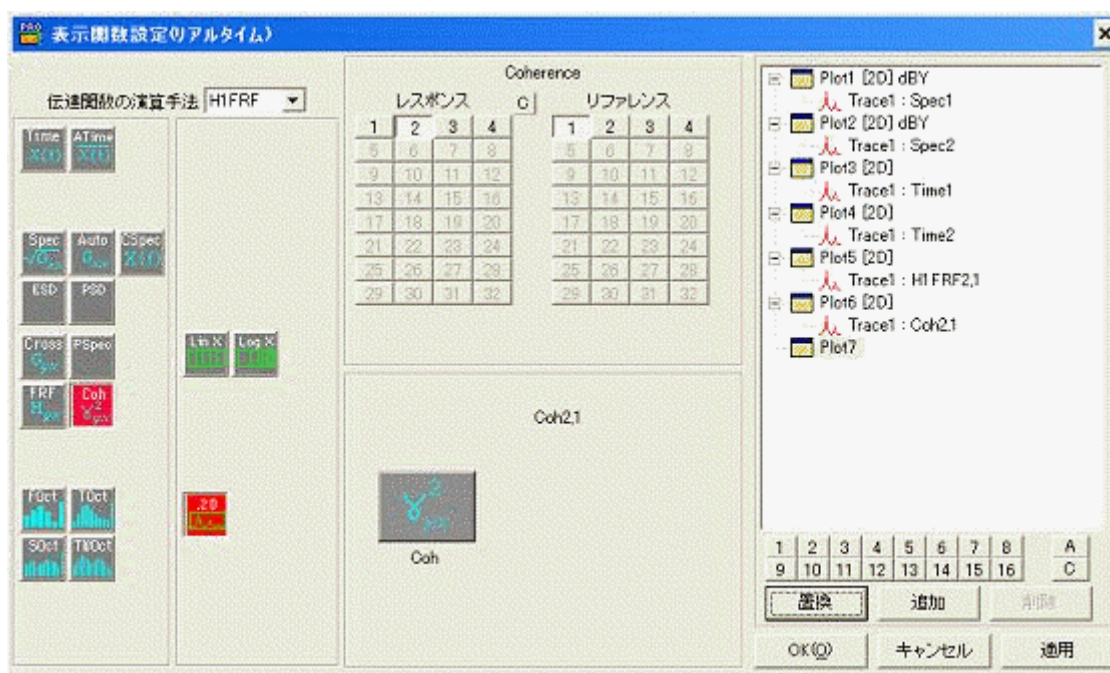 PRO
表示関数設定(リアルタイム)
伝達関数の演算手法 H1FRF
Time ATime
X(t) X(t)
Spec Auto CSpec
√Gxx Gxx X(f)
ESD PSD
Cross PSpec
Gyx
FRF Coh
Hyx γ²yx
FOct TOct
SOct TWOct
Lin X Log X
.2D
Coherence
レスポンス C リファレンス
1 2 3 4 1 2 3 4
5 6 7 8 5 6 7 8
9 10 11 12 9 10 11 12
13 14 15 16 13 14 15 16
17 18 19 20 17 18 19 20
21 22 23 24 21 22 23 24
25 26 27 28 25 26 27 28
29 30 31 32 29 30 31 32
Coh2,1
γ²
Coh
Plot1 [2D] dBY
Trace1 : Spec1
Plot2 [2D] dBY
Trace1 : Spec2
Plot3 [2D]
Trace1 : Time1
Plot4 [2D]
Trace1 : Time2
Plot5 [2D]
Trace1 : H1FRF2,1
Plot6 [2D]
Trace1 : Coh2,1
Plot7
1 2 3 4 5 6 7 8 A
9 10 11 12 13 14 15 16 C
置換 追加 削除
OK(O) キャンセル 適用